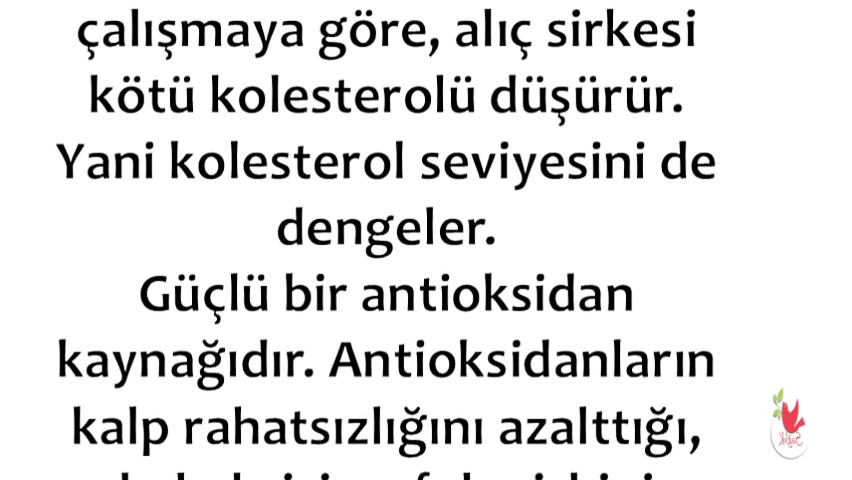 çalışmaya göre, alıç sirkesi
kötü kolesterolü düşürür.
Yani kolesterol seviyesini de
dengeler.
Güçlü bir antioksidan
kaynağıdır. Antioksidanların
kalp rahatsızlığını azalttığı,